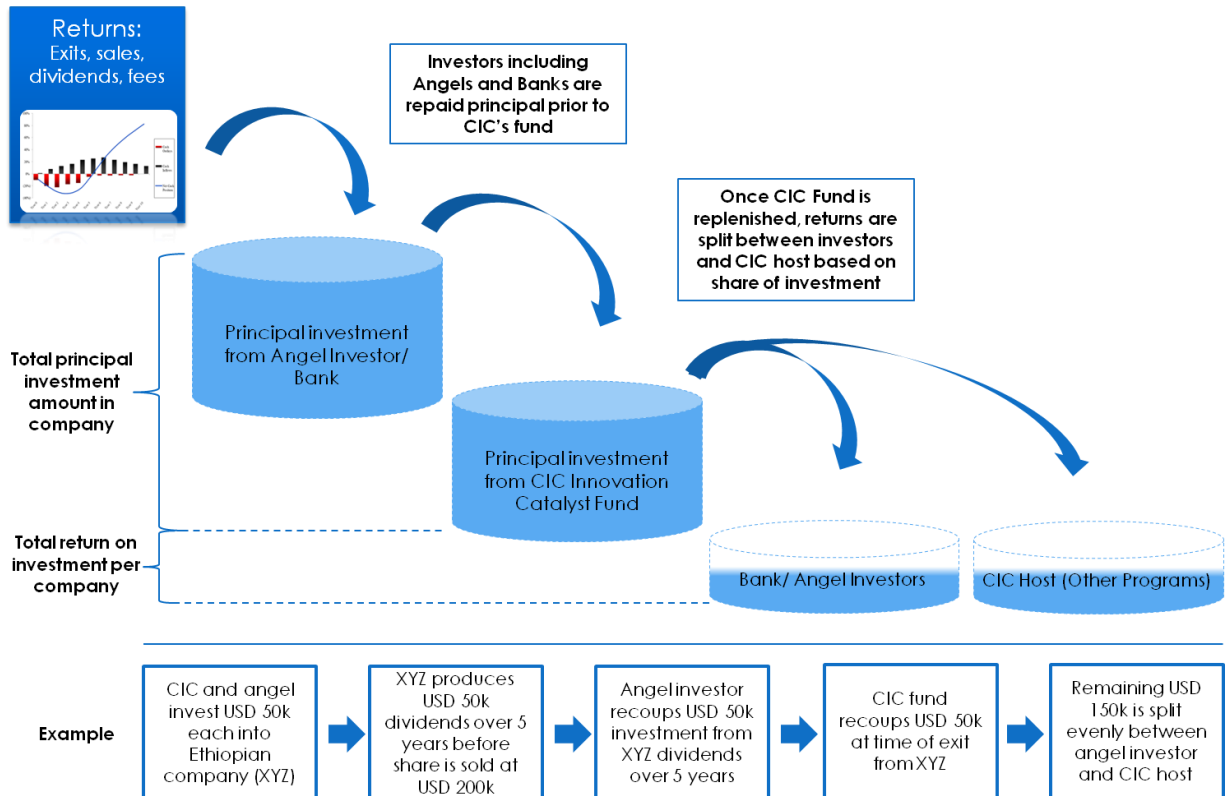 Returns:
Exits, sales,
dividends, fees
Investors including
Angels and Banks are
repaid principal prior to
CIC's fund
Once CIC Fund is
replenished, returns are
split between investors
and CIC host based on
share of investment
Principal investment
from Angel Investor/
Bank
Total principal
investment
amount in
company
Principal investment
from CIC Innovation
Catalyst Fund
Total return on
investment per
company
Bank/ Angel Investors
CIC Host (Other Programs)
Example
CIC and angel
invest USD 50k
each into
Ethiopian
company (XYZ)
XYZ produces
USD 50k
dividends over 5
years before
share is sold at
USD 200k
Angel investor
recoups USD 50k
investment from
XYZ dividends
over 5 years
CIC fund
recoups USD 50k
at time of exit
from XYZ
Remaining USD
150k is split
evenly between
angel investor
and CIC host